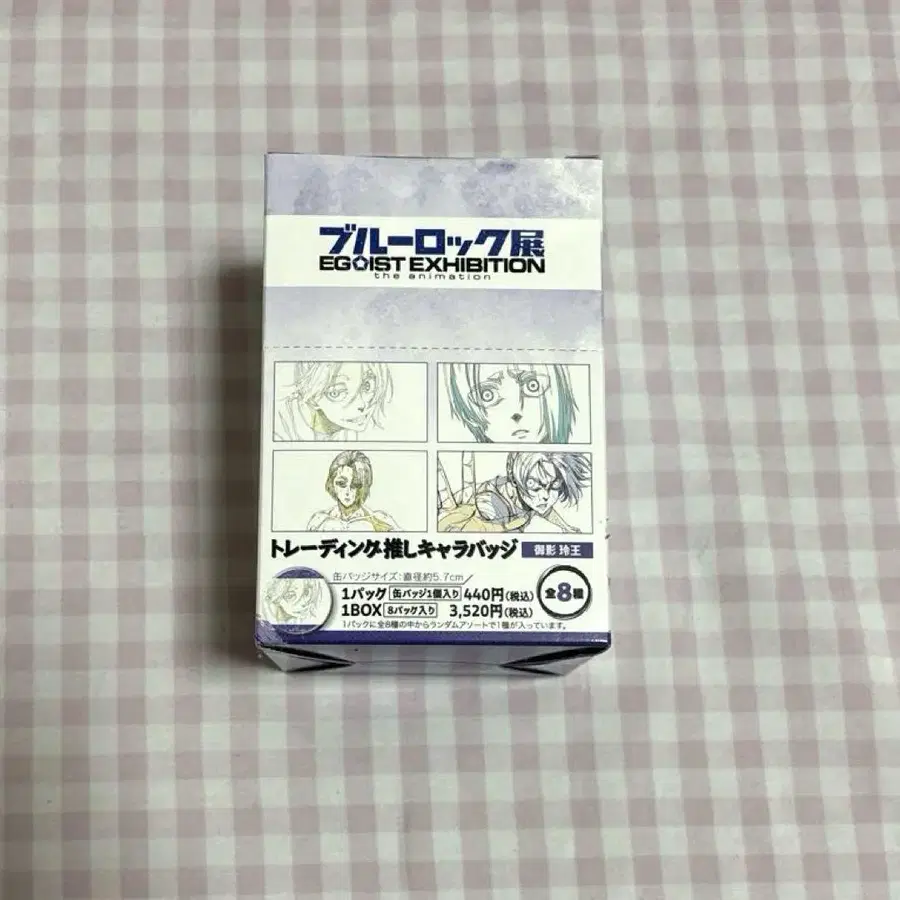 ブルーロック展
EGOIST EXHIBITION
the animation
トレーディング推しキャラバッジ 御影 玲王
缶バッジサイズ:直径約5.7cm
1パック 缶バッジ1個入り 440円(税込)
1BOX 8パック入り 3,520円(税込)
全8種
1パックに全8種の中からランダムアソートで1種が入っています。